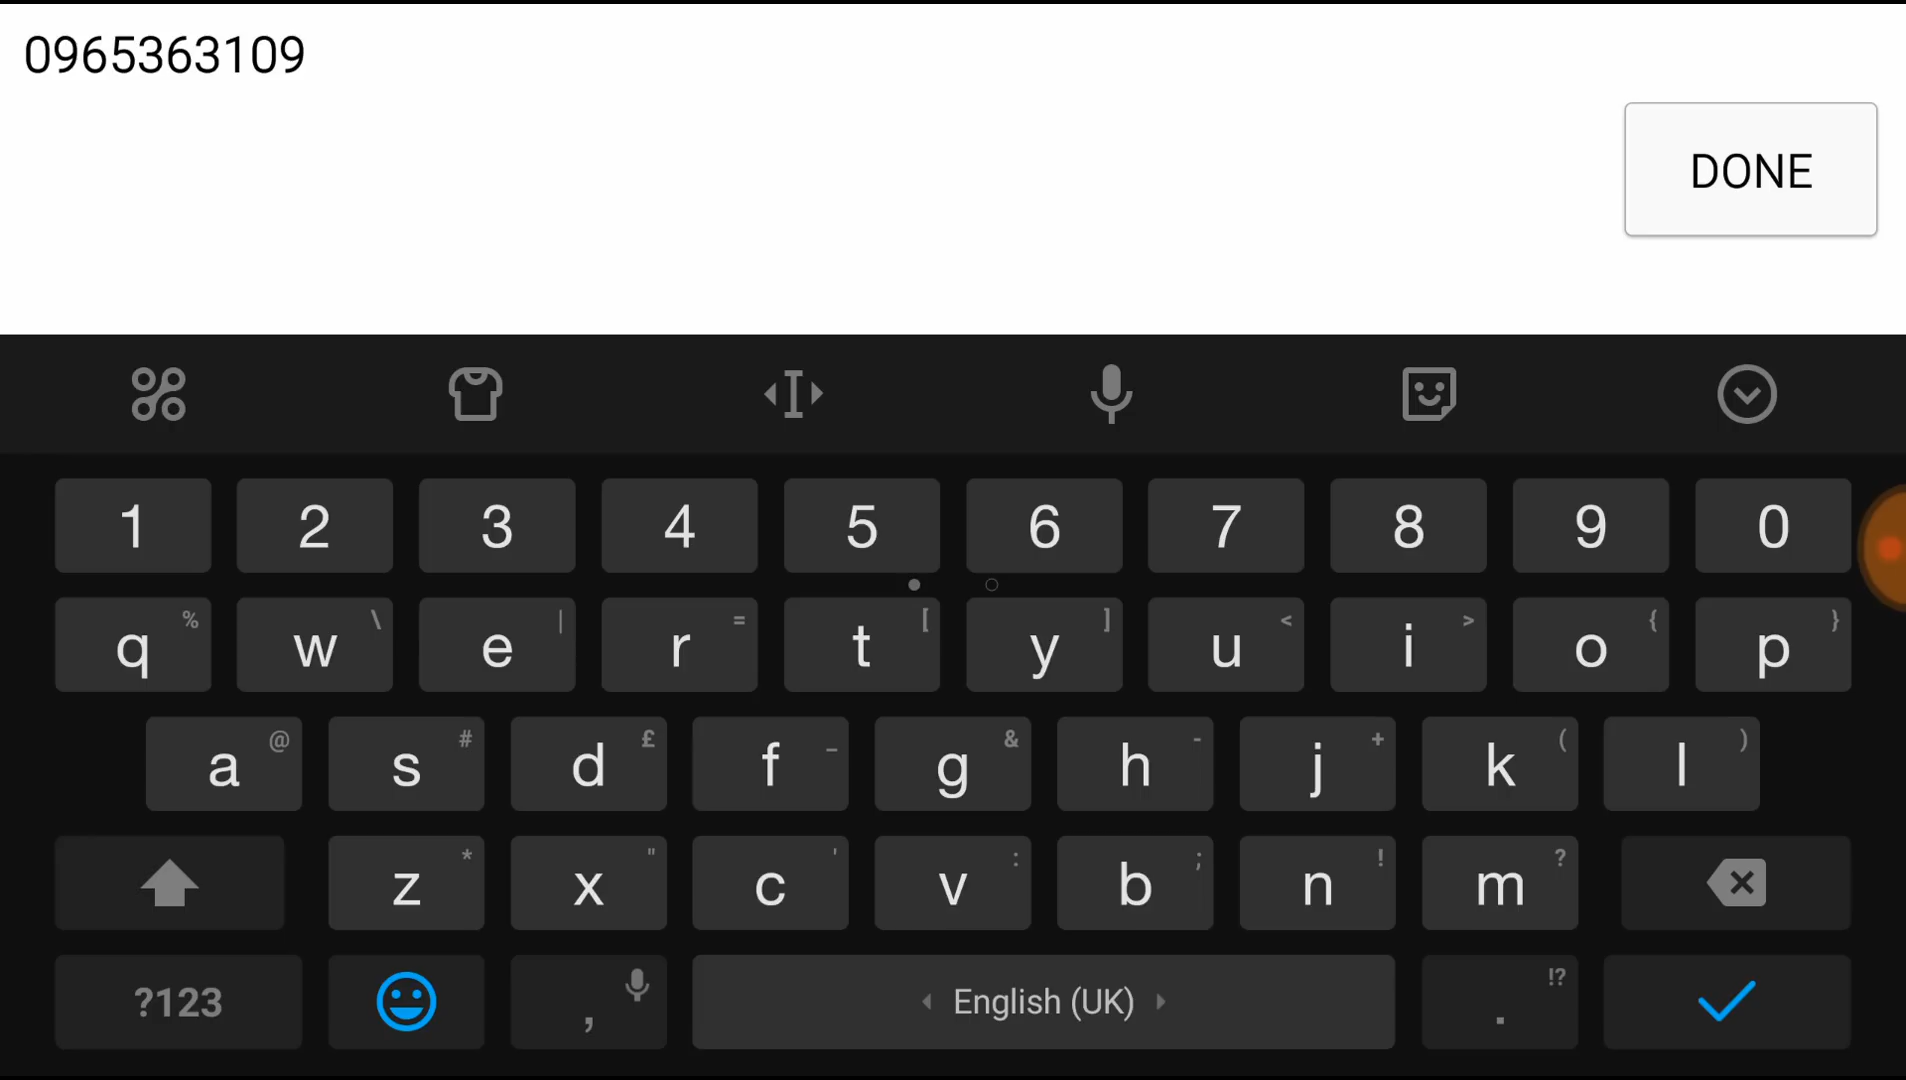 0965363109
DONE
1 2 3 4 5 6 7 8 9 0
q % w \ e | r = t [ y ] u < i > o { p }
a @ s # d £ f _ g & h - j + k ( l )
z * x " c ' v : b ; n ! m ?
?123 , English (UK) . !?